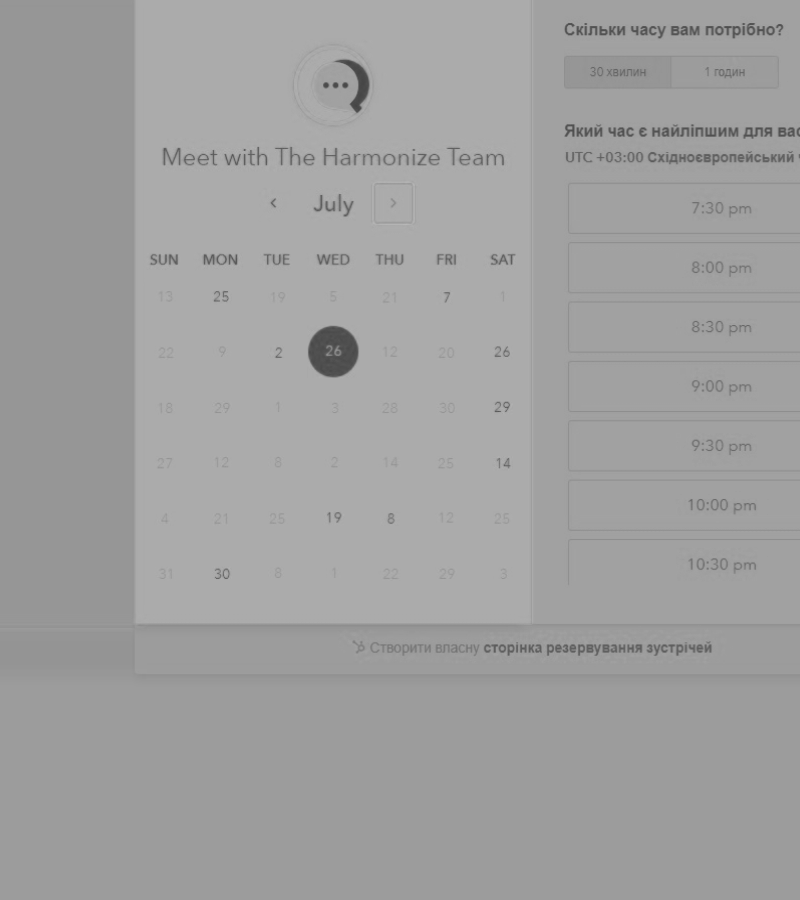 Meet with The Harmonize Team
July
SUN MON TUE WED THU FRI SAT
13 25 19 5 21 7 1
22 9 2 26 12 20 26
18 29 1 3 28 30 29
27 12 8 2 14 25 14
4 21 25 19 8 12 25
31 30 8 1 22 29 3
Скільки часу вам потрібно?
30 хвилин 1 годин
Який час є найліпшим для вас
UTC +03:00 Східноєвропейський
7:30 pm
8:00 pm
8:30 pm
9:00 pm
9:30 pm
10:00 pm
10:30 pm
Створити власну сторінка резервування зустрічей